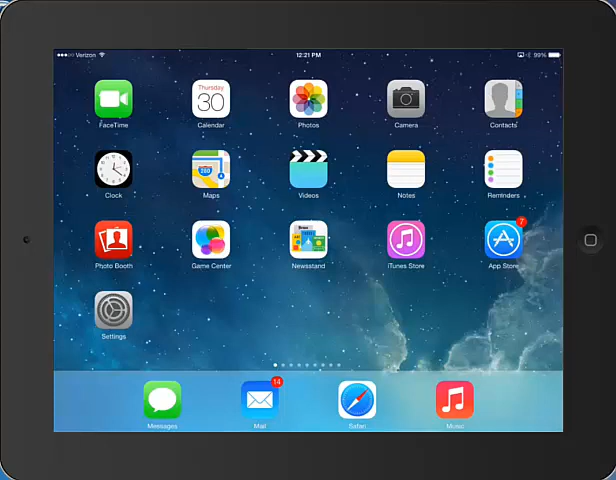 Verizon 12:21 PM 99%
Thursday
30
FaceTime Calendar Photos Camera Contacts
280
Clock Maps Videos Notes Reminders
7
Photo Booth Game Center Newsstand iTunes Store App Store
Settings
14
Messages Mail Safari Music